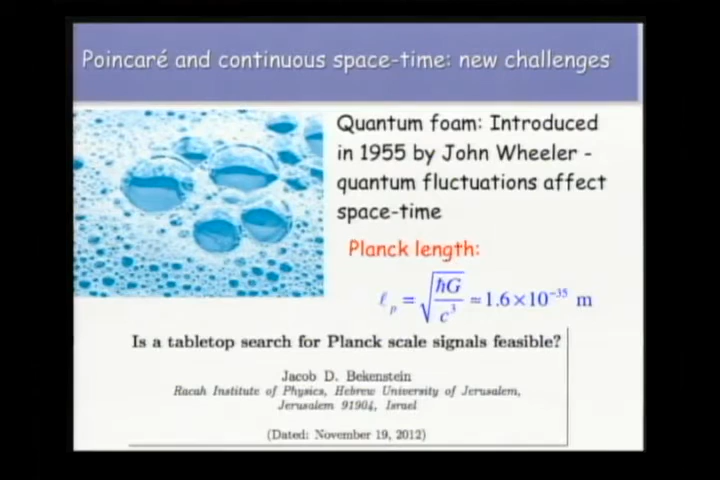 Poincaré and continuous space-time: new challenges
Quantum foam: Introduced
in 1955 by John Wheeler -
quantum fluctuations affect
space-time
Planck length:
ℓₚ = √(ħG/c³) = 1.6×10⁻³⁵ m
Is a tabletop search for Planck scale signals feasible?
Jacob D. Bekenstein
Racah Institute of Physics, Hebrew University of Jerusalem,
Jerusalem 91904, Israel
(Dated: November 19, 2012)